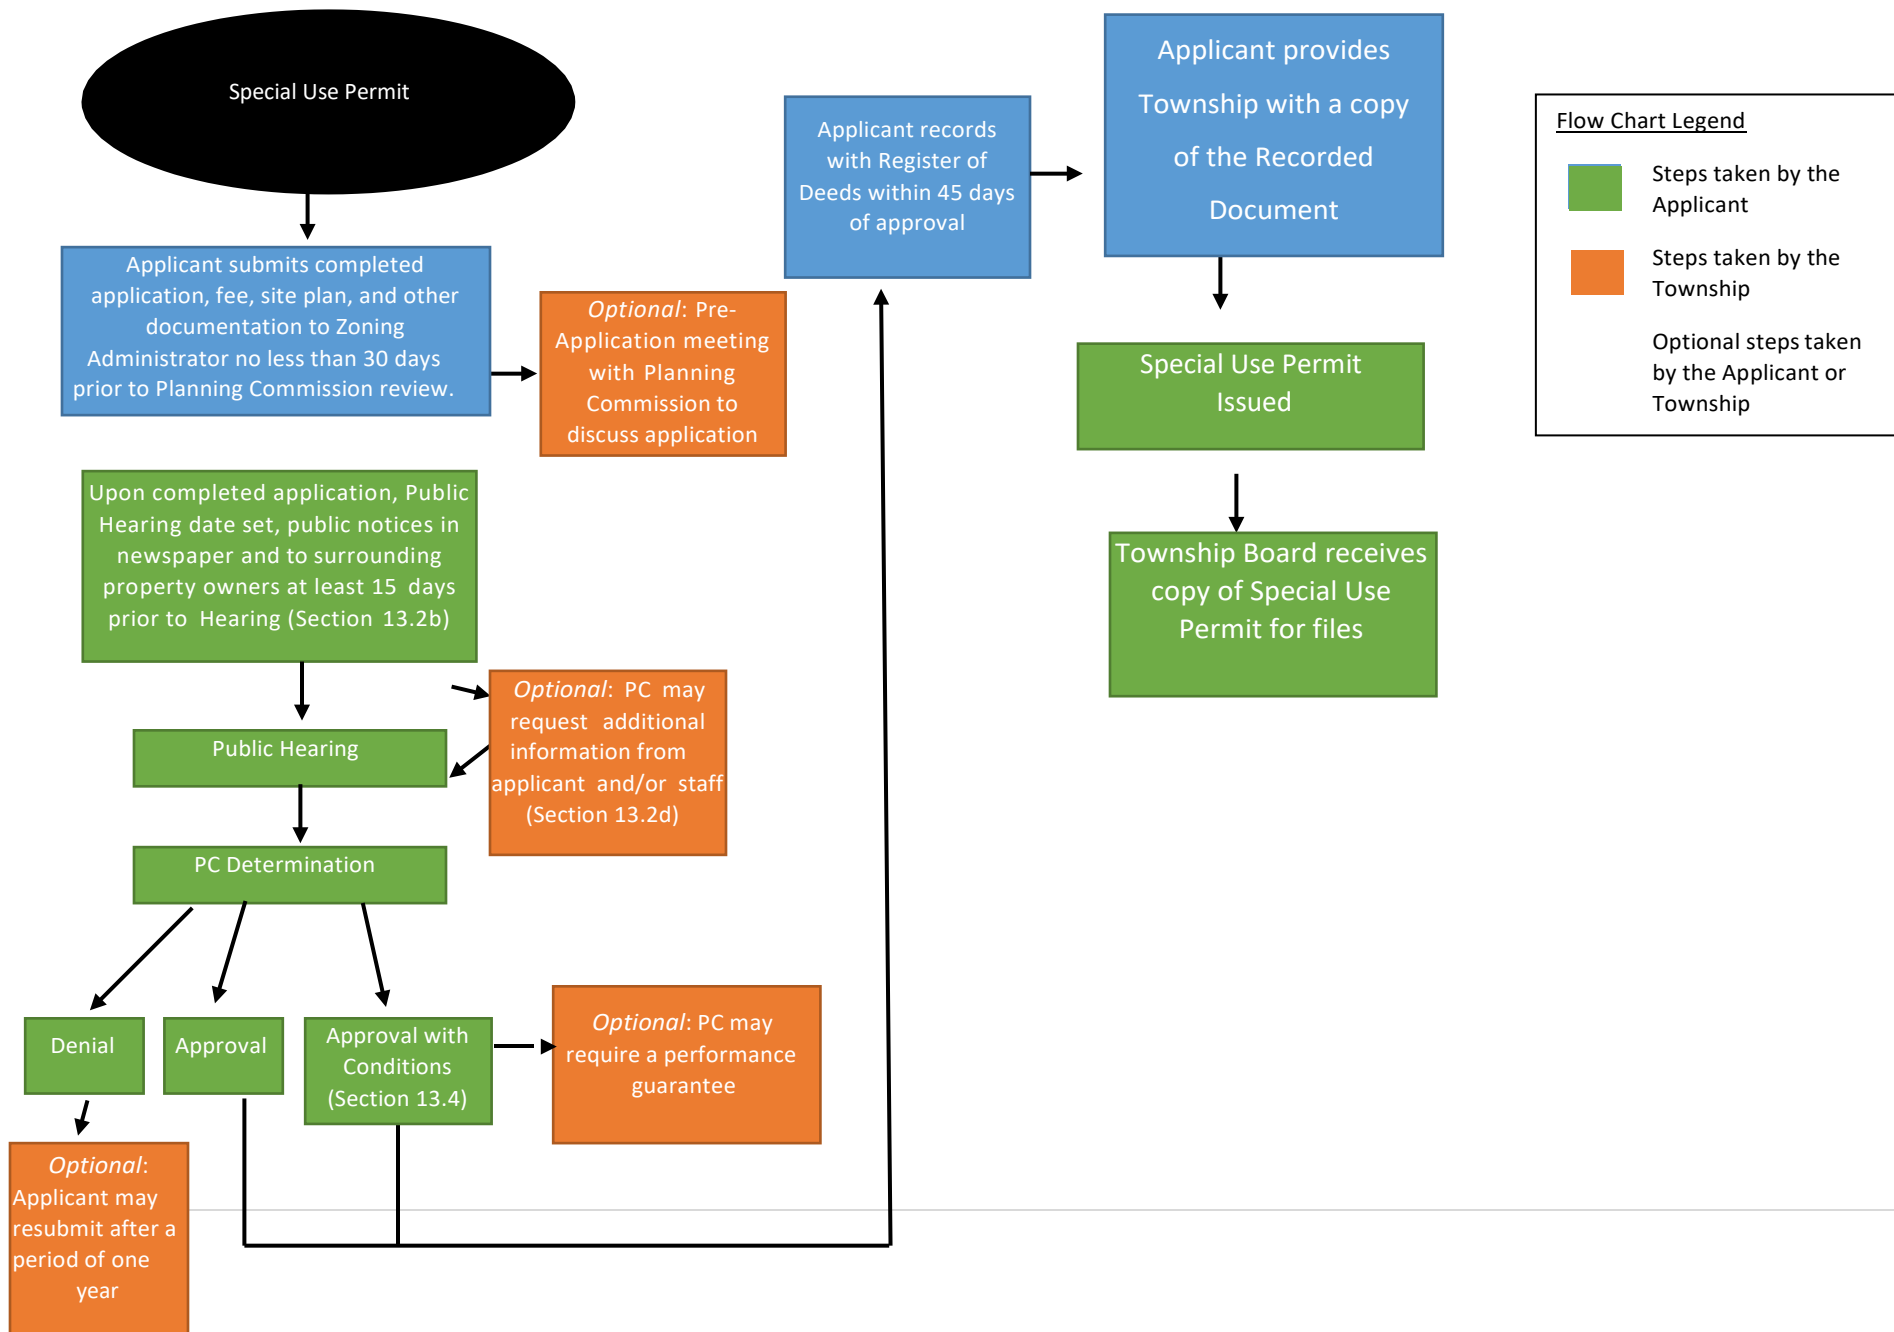 Special Use Permit
Applicant submits completed
application, fee, site plan, and other
documentation to Zoning
Administrator no less than 30 days
prior to Planning Commission review.
Optional: Pre-
Application meeting
with Planning
Commission to
discuss application
Upon completed application, Public
Hearing date set, public notices in
newspaper and to surrounding
property owners at least 15 days
prior to Hearing (Section 13.2b)
Optional: PC may
request additional
information from
applicant and/or staff
(Section 13.2d)
Public Hearing
PC Determination
Denial
Approval
Approval with
Conditions
(Section 13.4)
Optional: PC may
require a performance
guarantee
Optional:
Applicant may
resubmit after a
period of one
year
Applicant records
with Register of
Deeds within 45 days
of approval
Applicant provides
Township with a copy
of the Recorded
Document
Special Use Permit
Issued
Township Board receives
copy of Special Use
Permit for files
Flow Chart Legend
Steps taken by the
Applicant
Steps taken by the
Township
Optional steps taken
by the Applicant or
Township